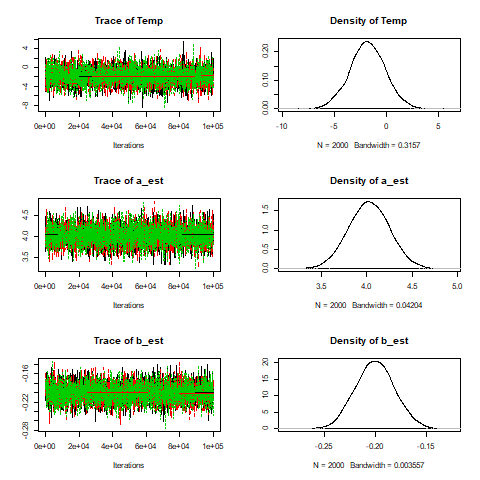 Trace of Temp
4
0
-4
-8
0e+00 2e+04 4e+04 6e+04 8e+04 1e+05
Iterations
Density of Temp
0.20
0.10
0.00
-10 -5 0 5
N = 2000 Bandwidth = 0.3157
Trace of a_est
4.5
4.0
3.5
0e+00 2e+04 4e+04 6e+04 8e+04 1e+05
Iterations
Density of a_est
1.5
1.0
0.5
0.0
3.5 4.0 4.5 5.0
N = 2000 Bandwidth = 0.04204
Trace of b_est
-0.16
-0.22
-0.28
0e+00 2e+04 4e+04 6e+04 8e+04 1e+05
Iterations
Density of b_est
20
15
10
5
0
-0.25 -0.20 -0.15
N = 2000 Bandwidth = 0.003557